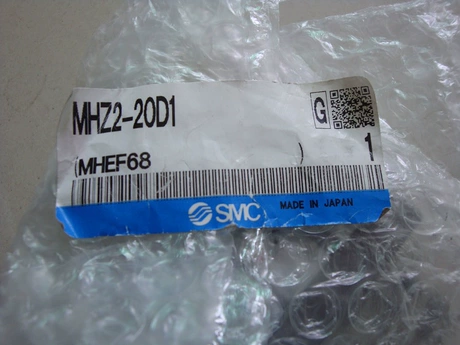 MHZ2-20D1
G
(MHEF68 )
1
SMC
MADE IN JAPAN